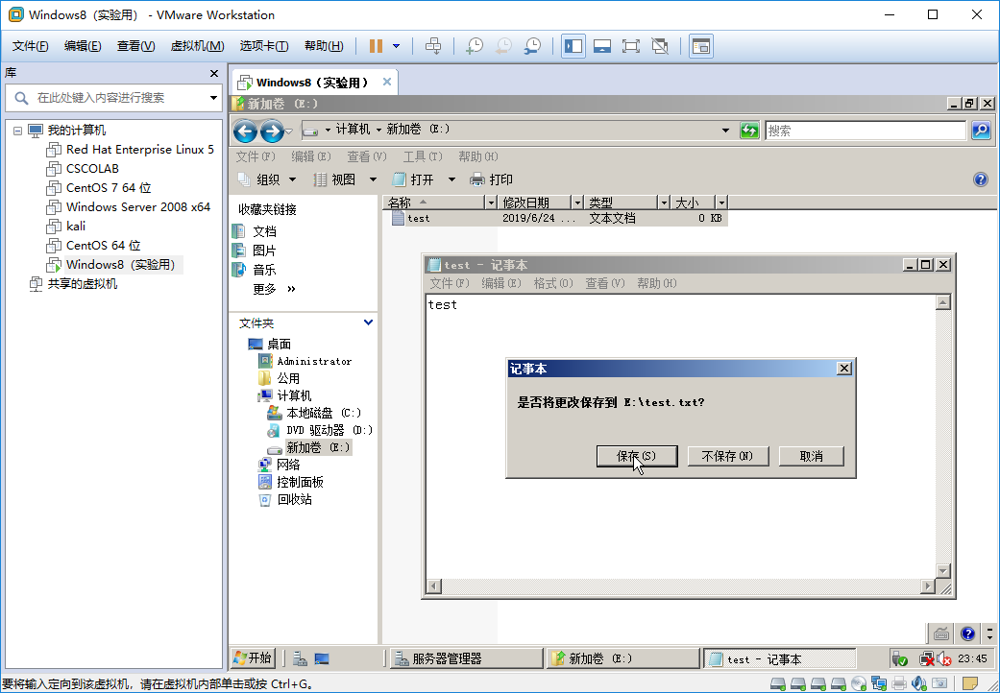 Windows8（实验用） - VMware Workstation
文件(F) 编辑(E) 查看(V) 虚拟机(M) 选项卡(T) 帮助(H)
库
在此处键入内容进行搜索
我的计算机
Red Hat Enterprise Linux 5
CSCOLAB
CentOS 7 64 位
Windows Server 2008 x64
kali
CentOS 64 位
Windows8（实验用）
共享的虚拟机
Windows8（实验用）
新加卷 (E:)
计算机 新加卷 (E:) 搜索
文件(F) 编辑(E) 查看(V) 工具(T) 帮助(H)
组织 视图 打开 打印
收藏夹链接
文档
图片
音乐
更多 »
文件夹
桌面
Administrator
公用
计算机
本地磁盘 (C:)
DVD 驱动器 (D:)
新加卷 (E:)
网络
控制面板
回收站
名称 修改日期 类型 大小
test 2019/6/24 ... 文本文档 0 KB
test - 记事本
文件(F) 编辑(E) 格式(O) 查看(V) 帮助(H)
test
记事本
是否将更改保存到 E:\test.txt?
保存(S) 不保存(N) 取消
开始 服务器管理器 新加卷 (E:) test - 记事本 23:45
要将输入定向到该虚拟机，请在虚拟机内部单击或按 Ctrl+G。